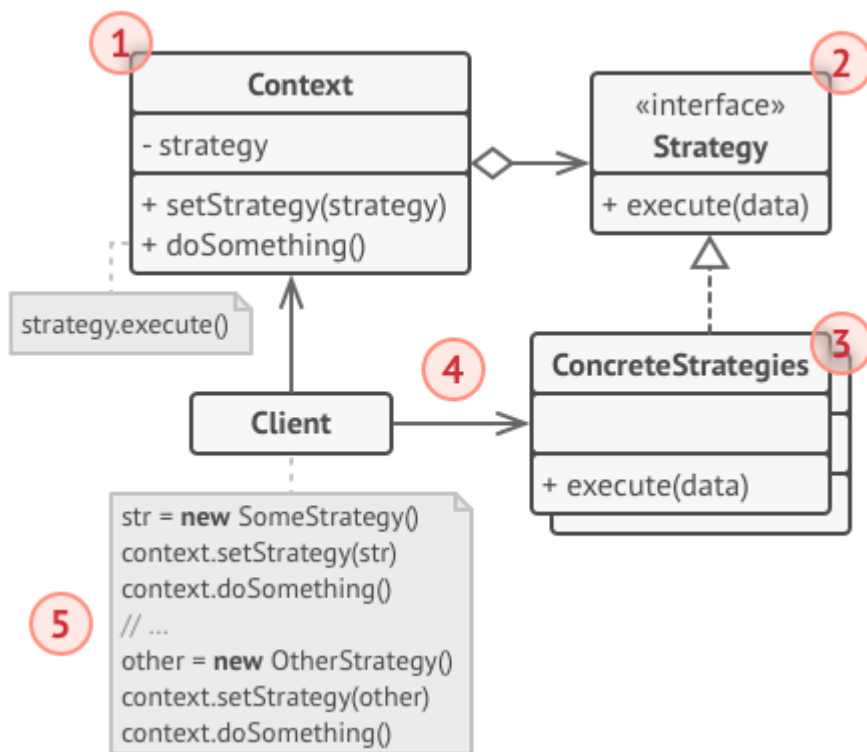 1
Context
- strategy
+ setStrategy(strategy)
+ doSomething()
strategy.execute()
2
«interface»
Strategy
+ execute(data)
3
ConcreteStrategies
+ execute(data)
4
Client
5
str = new SomeStrategy()
context.setStrategy(str)
context.doSomething()
// ...
other = new OtherStrategy()
context.setStrategy(other)
context.doSomething()